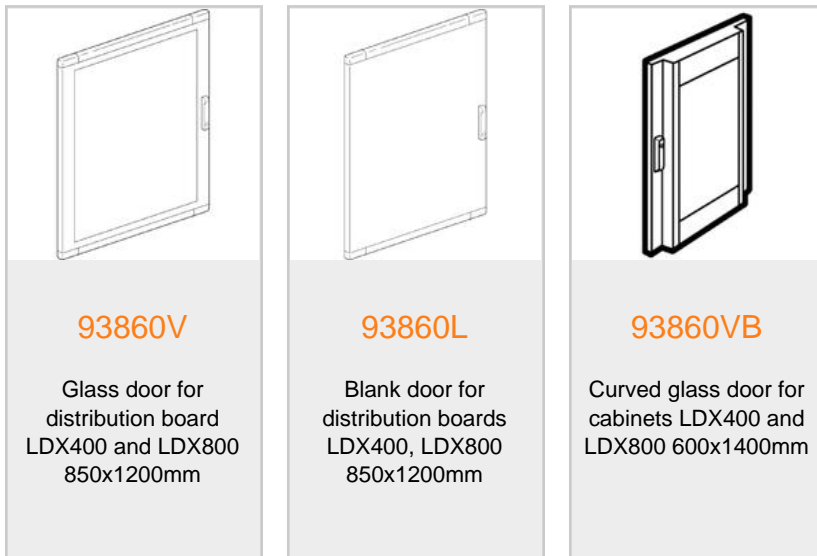 93860V
Glass door for
distribution board
LDX400 and LDX800
850x1200mm
93860L
Blank door for
distribution boards
LDX400, LDX800
850x1200mm
93860VB
Curved glass door for
cabinets LDX400 and
LDX800 600x1400mm